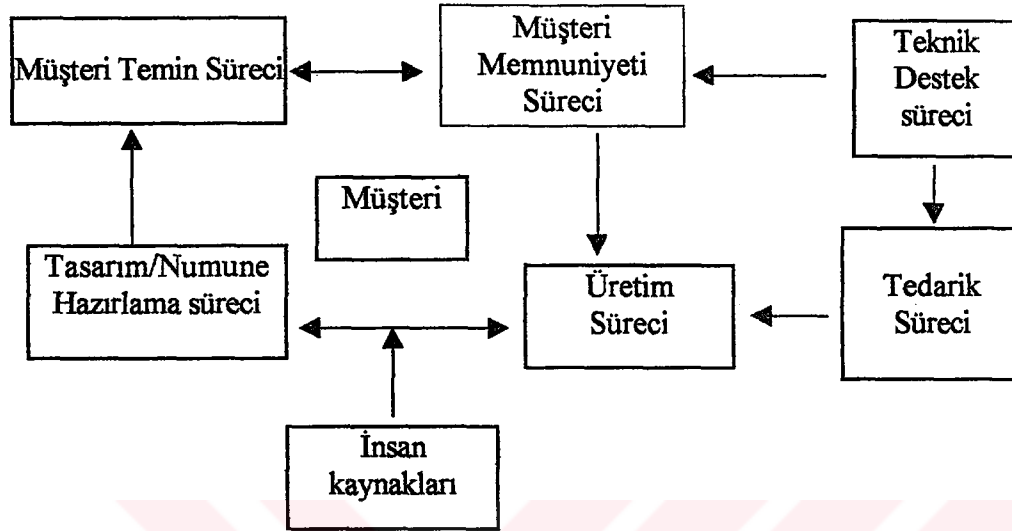 Müşteri Temin Süreci
Müşteri
Memnuniyeti
Süreci
Teknik
Destek
süreci
Müşteri
Tasarım/Numune
Hazırlama süreci
Üretim
Süreci
Tedarik
Süreci
İnsan
kaynakları